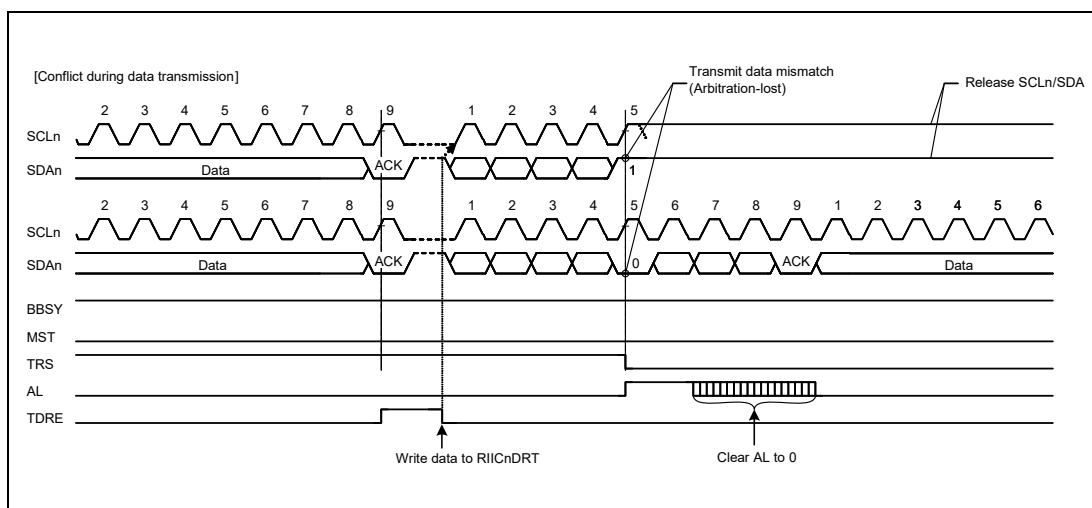 [Conflict during data transmission]
Transmit data mismatch
(Arbitration-lost)
Release SCLn/SDA
2 3 4 5 6 7 8 9 1 2 3 4 5
SCLn
SDAn Data ACK 1
2 3 4 5 6 7 8 9 1 2 3 4 5 6 7 8 9 1 2 3 4 5 6
SCLn
SDAn Data ACK 0 ACK Data
BBSY
MST
TRS
AL
TDRE
Write data to RIICnDRT
Clear AL to 0